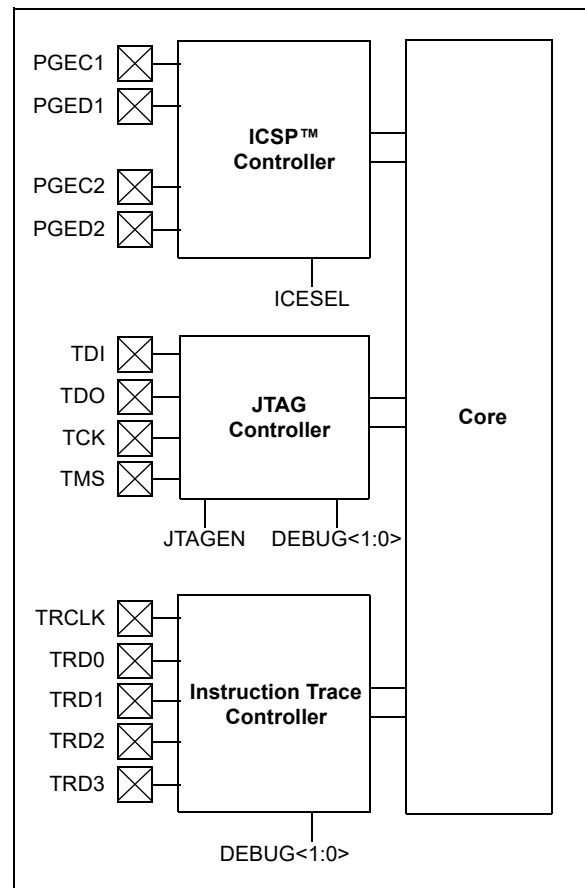 PGEC1
PGED1
PGEC2
PGED2
ICSP™
Controller
ICESEL
TDI
TDO
TCK
TMS
JTAG
Controller
JTAGEN
DEBUG<1:0>
Core
TRCLK
TRD0
TRD1
TRD2
TRD3
Instruction Trace
Controller
DEBUG<1:0>